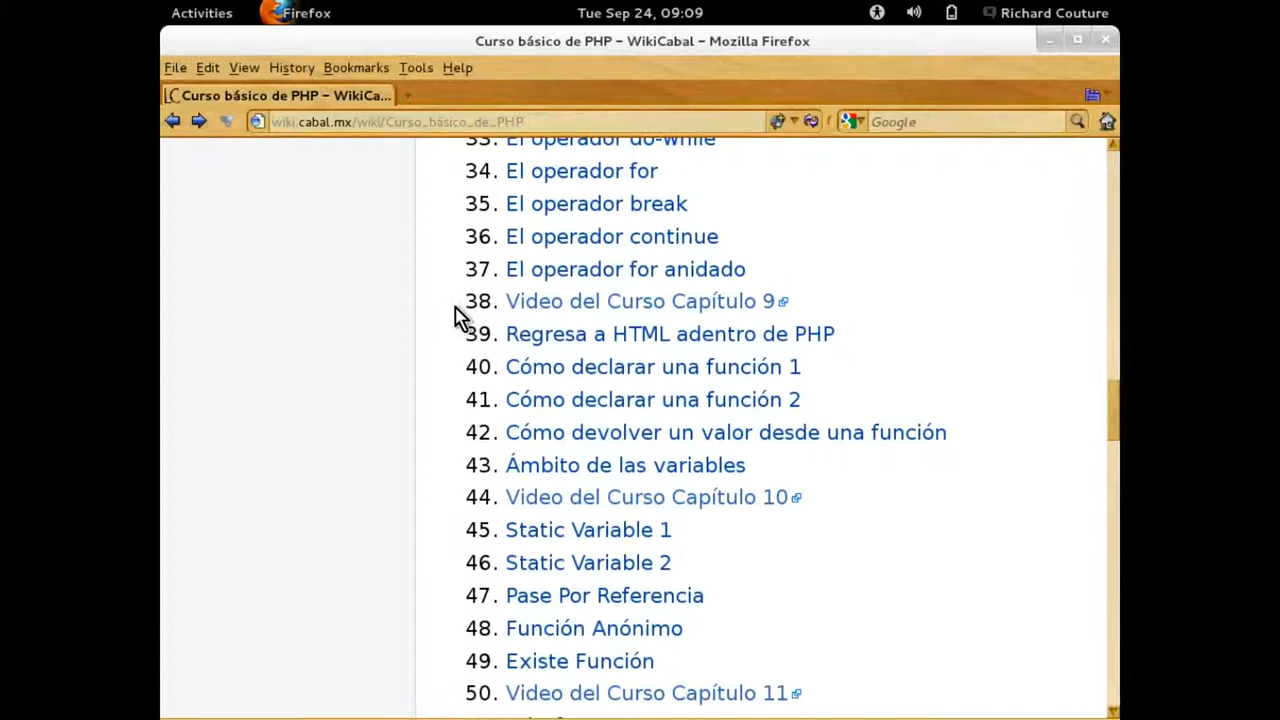 Activities Firefox Tue Sep 24, 09:09 Richard Couture
Curso básico de PHP - WikiCabal - Mozilla Firefox
File Edit View History Bookmarks Tools Help
Curso básico de PHP - WikiCa...
wiki.cabal.mx/wiki/Curso_básico_de_PHP Google
33. El operador do-while
34. El operador for
35. El operador break
36. El operador continue
37. El operador for anidado
38. Video del Curso Capítulo 9
39. Regresa a HTML adentro de PHP
40. Cómo declarar una función 1
41. Cómo declarar una función 2
42. Cómo devolver un valor desde una función
43. Ámbito de las variables
44. Video del Curso Capítulo 10
45. Static Variable 1
46. Static Variable 2
47. Pase Por Referencia
48. Función Anónimo
49. Existe Función
50. Video del Curso Capítulo 11